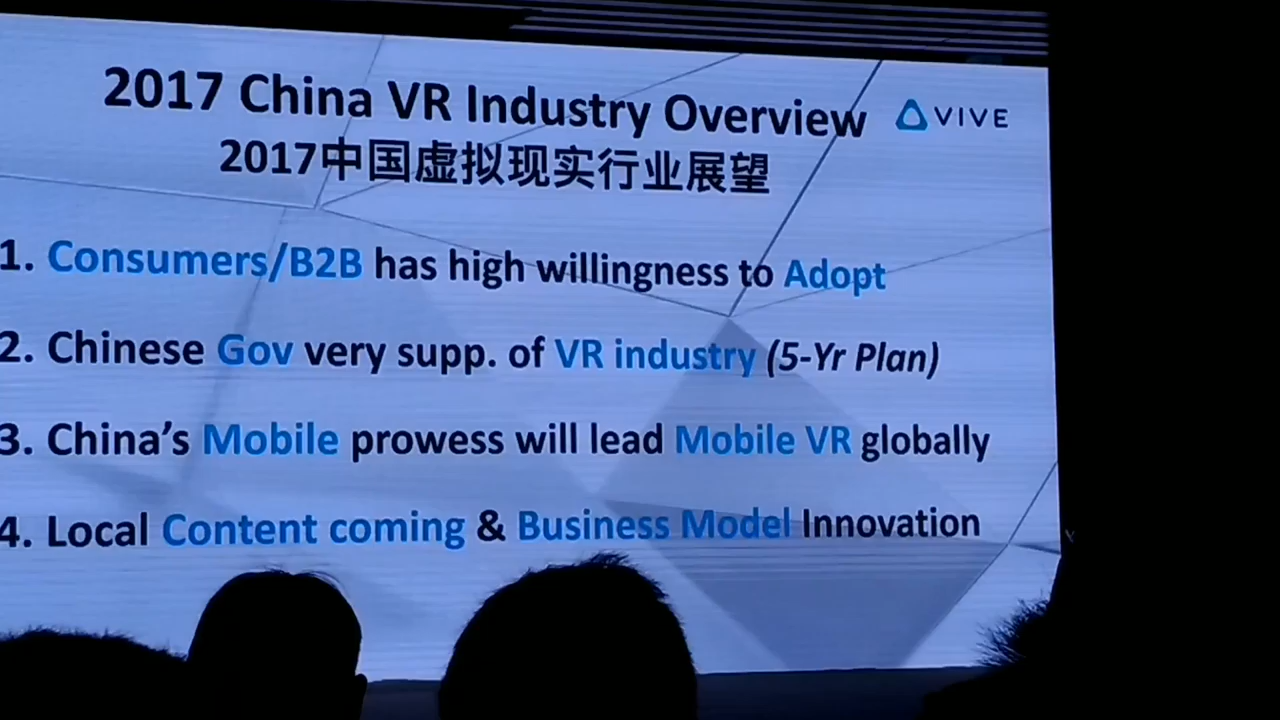 2017 China VR Industry Overview
VIVE
2017中国虚拟现实行业展望
1. Consumers/B2B has high willingness to Adopt
2. Chinese Gov very supp. of VR industry (5-Yr Plan)
3. China's Mobile prowess will lead Mobile VR globally
4. Local Content coming & Business Model Innovation